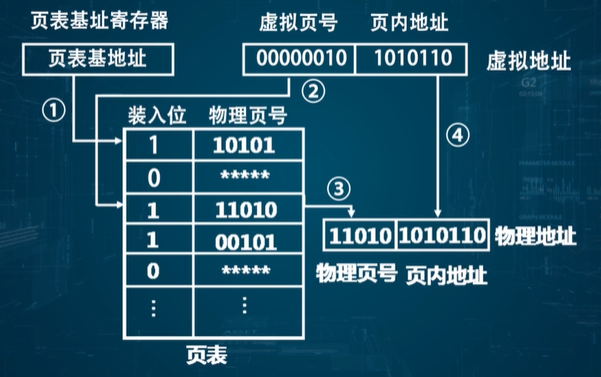 页表基址寄存器
虚拟页号 页内地址
页表基地址
00000010 1010110 虚拟地址
① ②
装入位 物理页号
1 10101
④
0 *****
③
1 11010
1 00101
11010 1010110 物理地址
0 *****
物理页号 页内地址
⋮ ⋮
页表